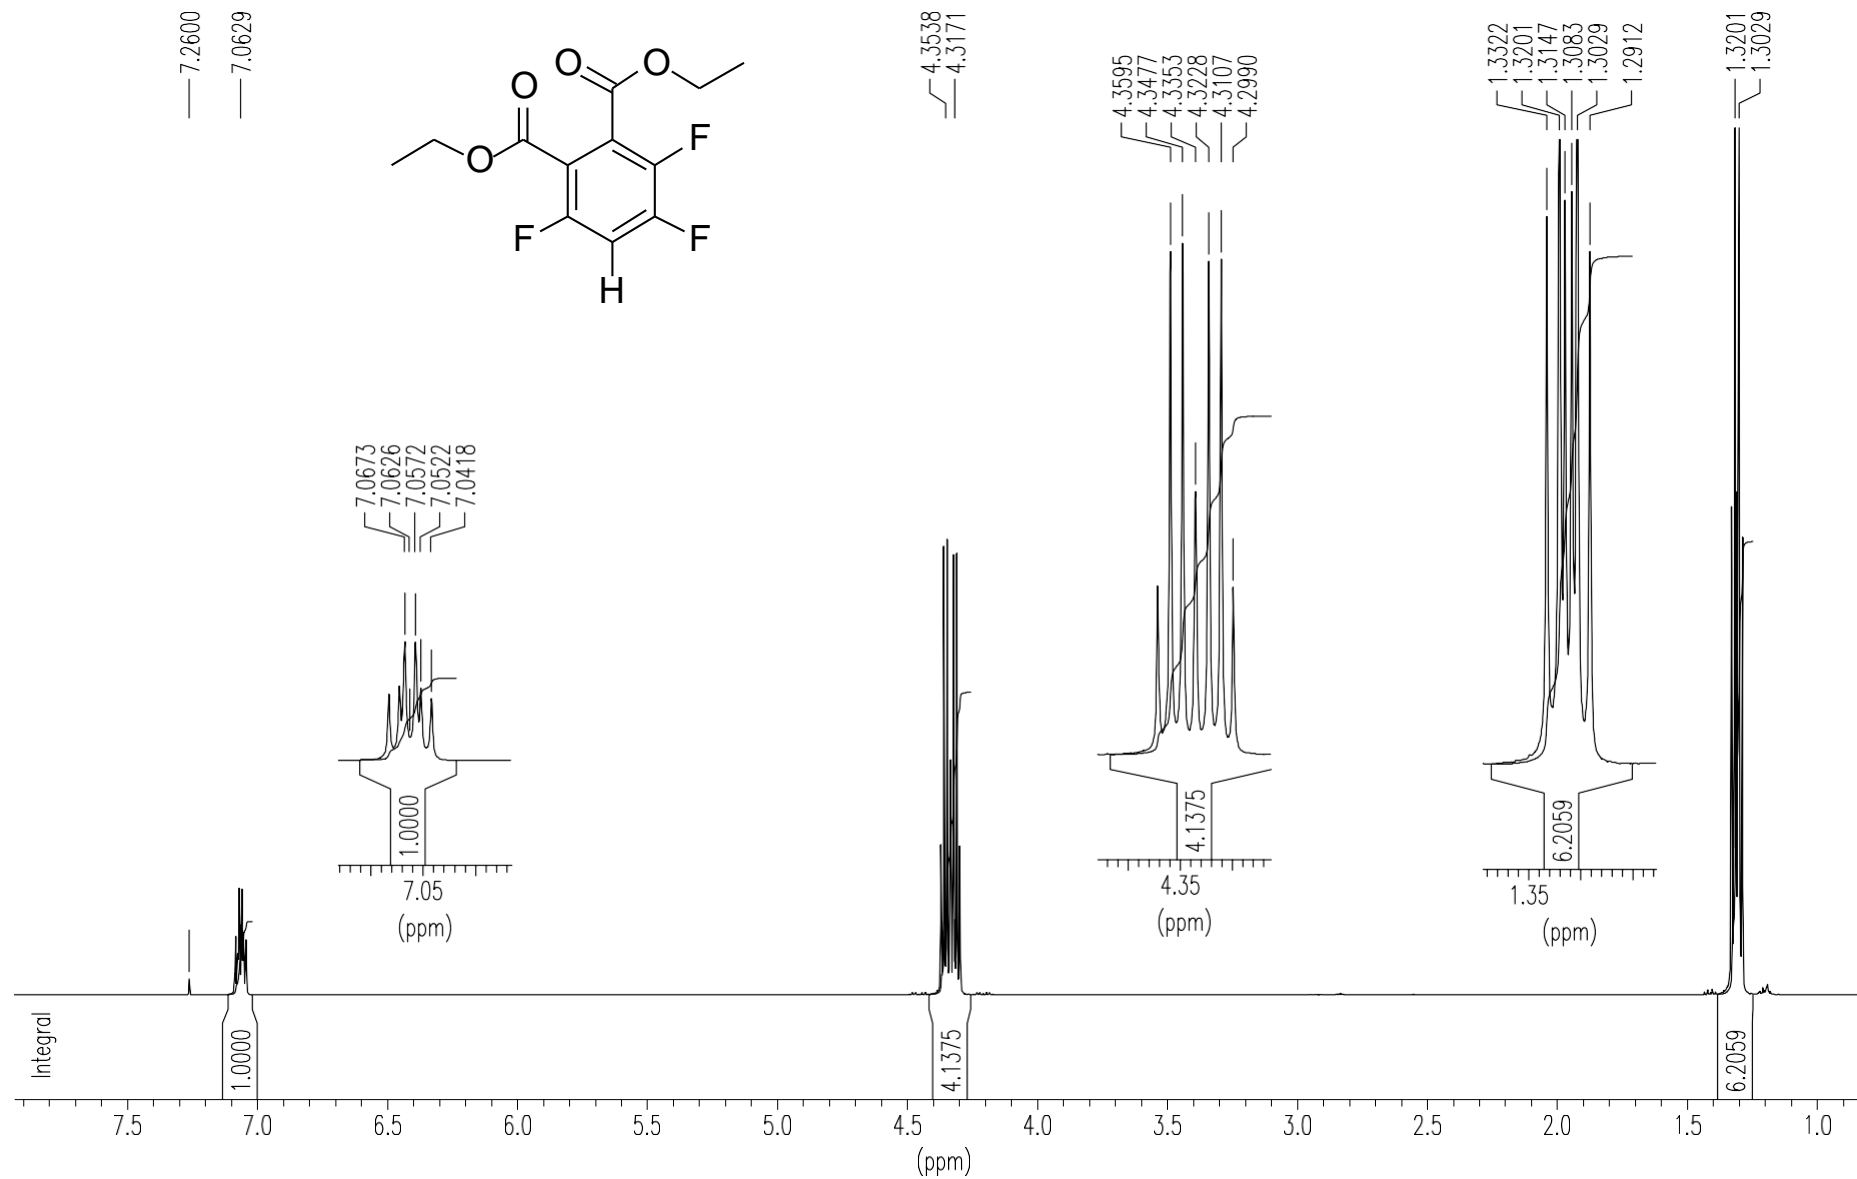 7.2600
7.0629
4.3538
4.3171
4.3595
4.3477
4.3353
4.3228
4.3107
4.2990
1.3322
1.3201
1.3147
1.3083
1.3029
1.2912
1.3201
1.3029
O
O
O
O
F
F
F
H
7.0673
7.0626
7.0572
7.0522
7.0418
1.0000
7.05
(ppm)
4.1375
4.35
(ppm)
6.2059
1.35
(ppm)
Integral
1.0000
4.1375
6.2059
7.5 7.0 6.5 6.0 5.5 5.0 4.5 4.0 3.5 3.0 2.5 2.0 1.5 1.0
(ppm)